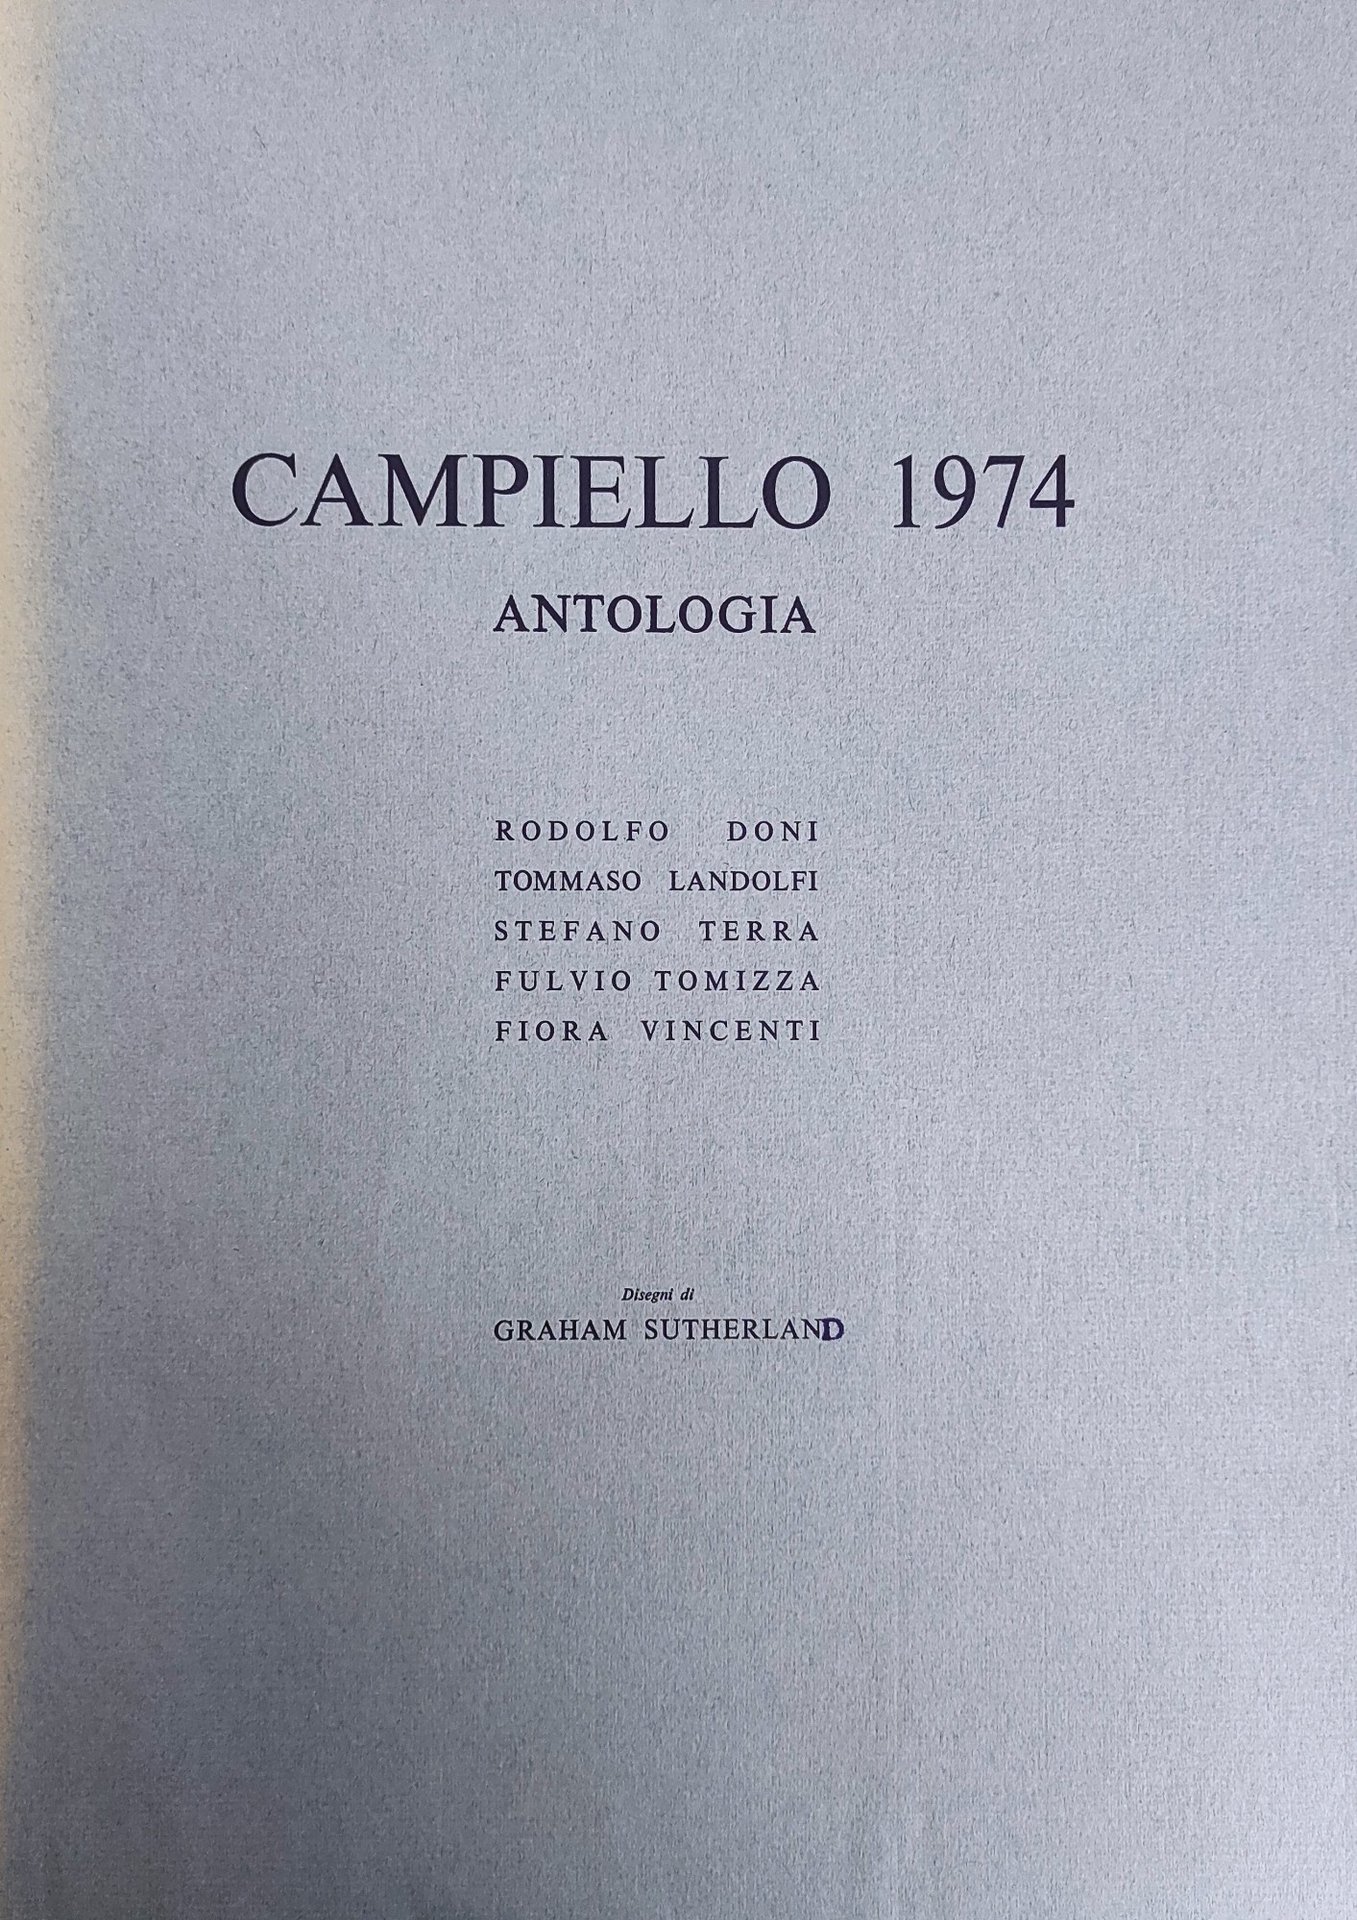 CAMPIELLO 1974
ANTOLOGIA
RODOLFO DONI
TOMMASO LANDOLFI
STEFANO TERRA
FULVIO TOMIZZA
FIORA VINCENTI
Disegni di
GRAHAM SUTHERLAND